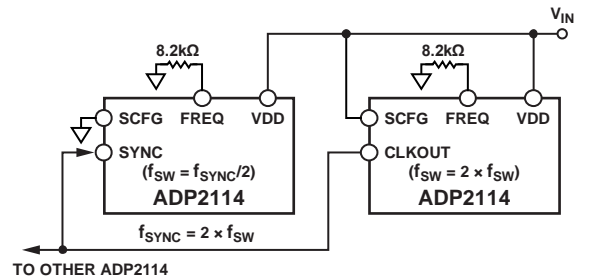 VIN
8.2kΩ
8.2kΩ
SCFG FREQ VDD
SCFG FREQ VDD
SYNC
CLKOUT
(fSW = fSYNC/2)
(fSW = 2 × fSW)
ADP2114
ADP2114
fSYNC = 2 × fSW
TO OTHER ADP2114